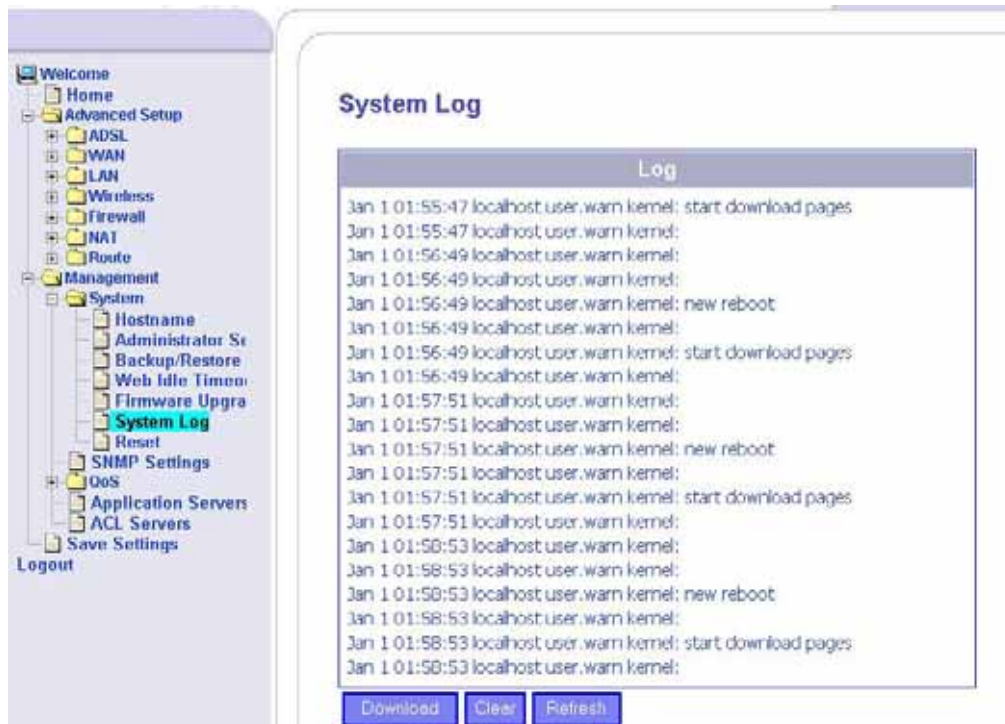 Welcome
Home
Advanced Setup
ADSL
WAN
LAN
Wireless
Firewall
NAT
Route
Management
System
Hostname
Administrator Se
Backup/Restore
Web Idle Timeou
Firmware Upgra
System Log
Reset
SNMP Settings
QoS
Application Servers
ACL Servers
Save Settings
Logout
System Log
Log
Jan 1 01:55:47 localhost user.warn kernel: start download pages
Jan 1 01:55:47 localhost user.warn kernel:
Jan 1 01:56:49 localhost user.warn kernel:
Jan 1 01:56:49 localhost user.warn kernel:
Jan 1 01:56:49 localhost user.warn kernel: new reboot
Jan 1 01:56:49 localhost user.warn kernel:
Jan 1 01:56:49 localhost user.warn kernel: start download pages
Jan 1 01:56:49 localhost user.warn kernel:
Jan 1 01:57:51 localhost user.warn kernel:
Jan 1 01:57:51 localhost user.warn kernel:
Jan 1 01:57:51 localhost user.warn kernel: new reboot
Jan 1 01:57:51 localhost user.warn kernel:
Jan 1 01:57:51 localhost user.warn kernel: start download pages
Jan 1 01:57:51 localhost user.warn kernel:
Jan 1 01:58:53 localhost user.warn kernel:
Jan 1 01:58:53 localhost user.warn kernel:
Jan 1 01:58:53 localhost user.warn kernel: new reboot
Jan 1 01:58:53 localhost user.warn kernel:
Jan 1 01:58:53 localhost user.warn kernel: start download pages
Jan 1 01:58:53 localhost user.warn kernel:
Download Clear Refresh